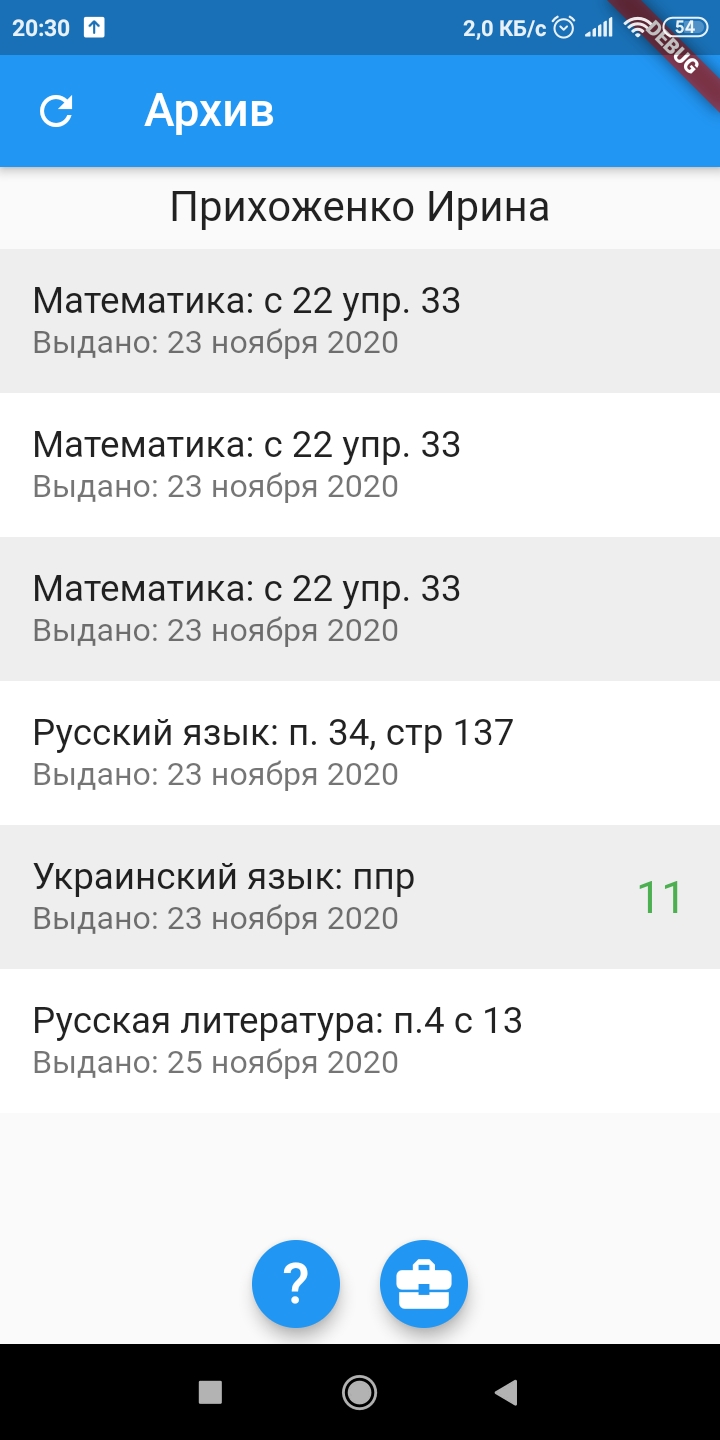 20:30 2,0 КБ/с 54
DEBUG
Архив
Прихоженко Ирина
Математика: с 22 упр. 33
Выдано: 23 ноября 2020
Математика: с 22 упр. 33
Выдано: 23 ноября 2020
Математика: с 22 упр. 33
Выдано: 23 ноября 2020
Русский язык: п. 34, стр 137
Выдано: 23 ноября 2020
Украинский язык: ппр
Выдано: 23 ноября 2020
11
Русская литература: п.4 с 13
Выдано: 25 ноября 2020
?